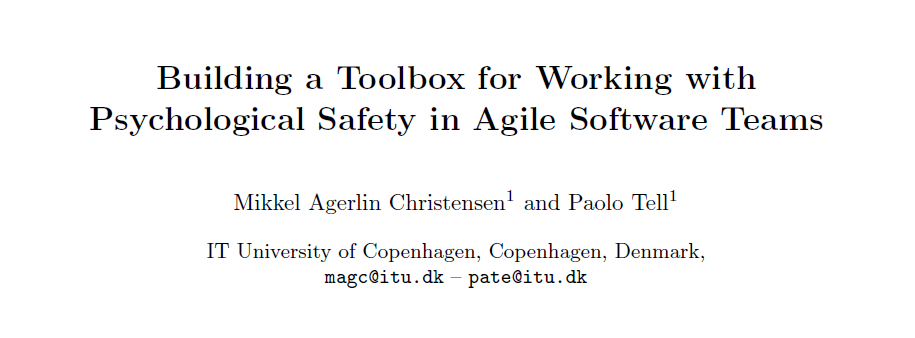 Building a Toolbox for Working with
Psychological Safety in Agile Software Teams
Mikkel Agerlin Christensen¹ and Paolo Tell¹
IT University of Copenhagen, Copenhagen, Denmark,
magc@itu.dk – pate@itu.dk